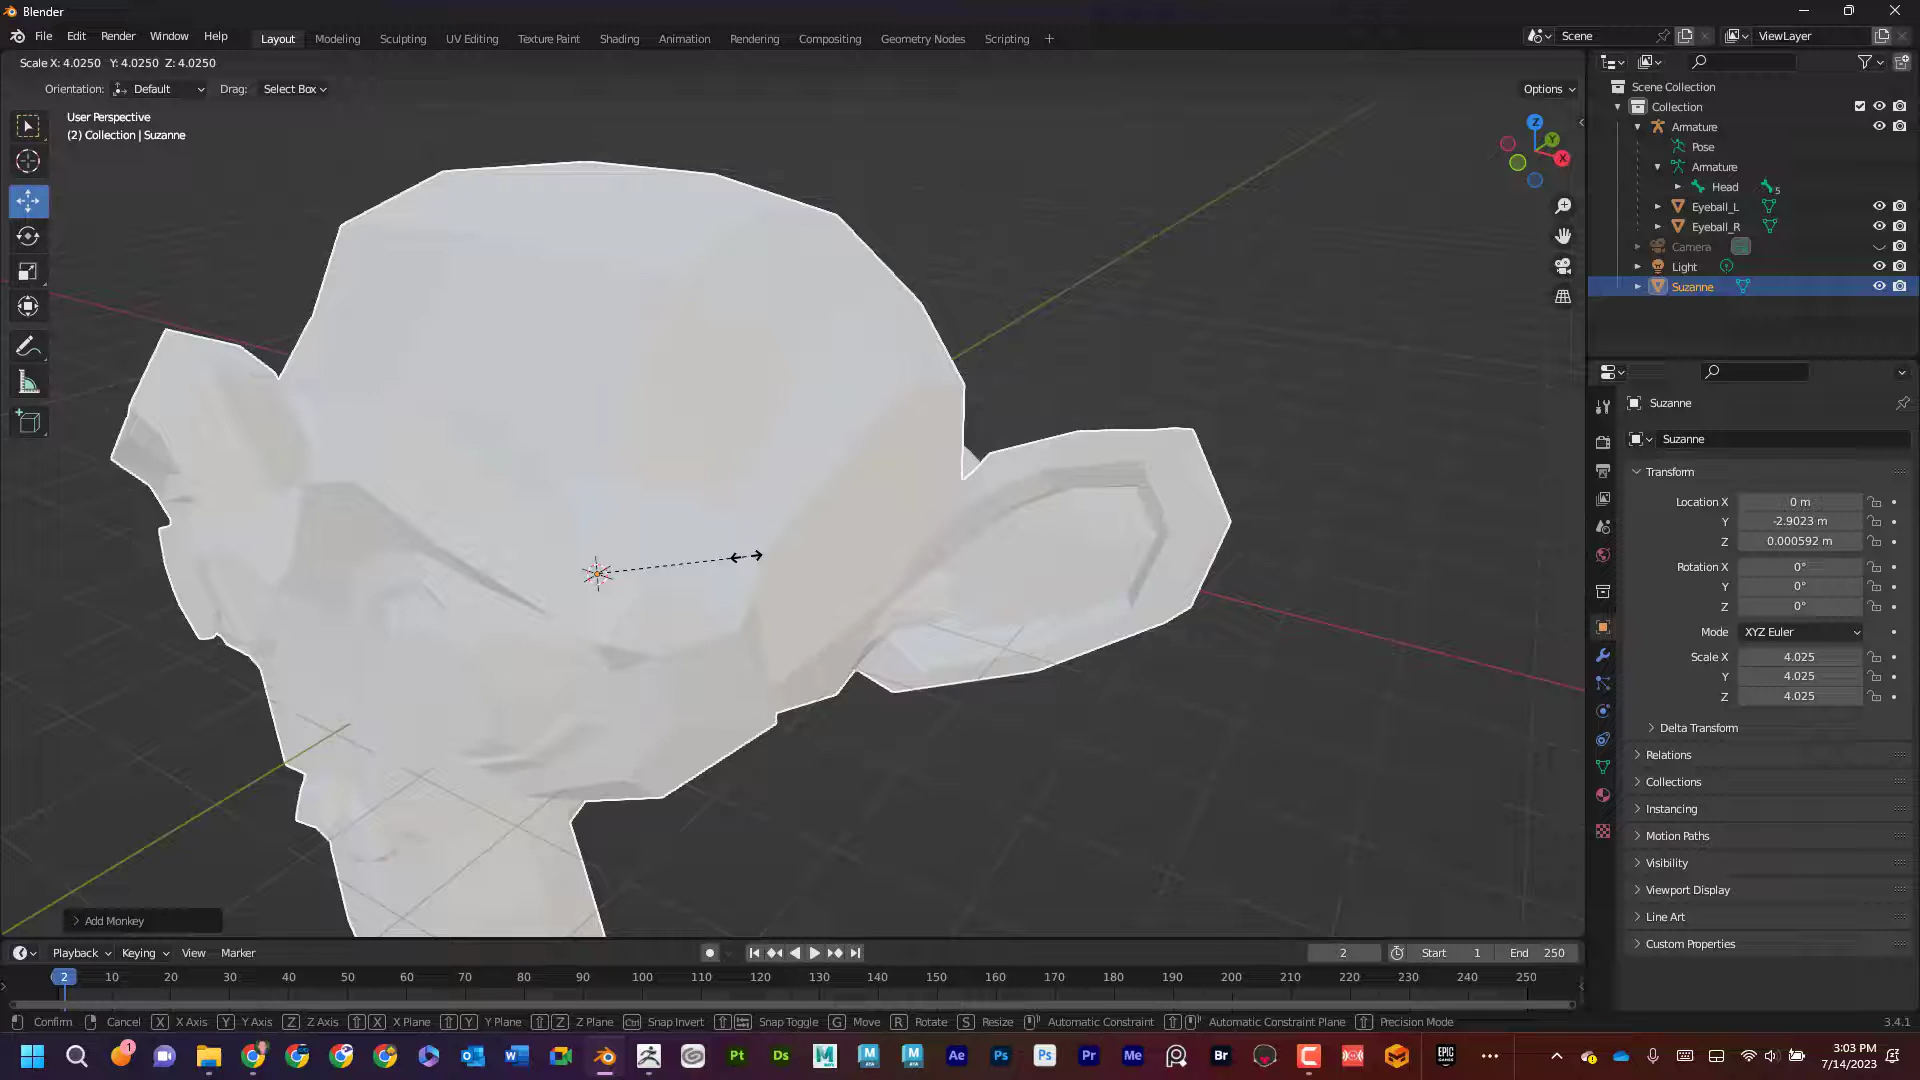 Blender
File Edit Render Window Help
Layout Modeling Sculpting UV Editing Texture Paint Shading Animation Rendering Compositing Geometry Nodes Scripting +
Scene
ViewLayer
Scale X: 4.0250 Y: 4.0250 Z: 4.0250
Orientation: Default Drag: Select Box
Options
User Perspective
(2) Collection | Suzanne
Z
Y
X
Scene Collection
Collection
Armature
Pose
Armature
Head 5
Eyeball_L
Eyeball_R
Camera
Light
Suzanne
Suzanne
Suzanne
Transform
Location X 0 m
Y -2.9023 m
Z 0.000592 m
Rotation X 0°
Y 0°
Z 0°
Mode XYZ Euler
Scale X 4.025
Y 4.025
Z 4.025
Delta Transform
Relations
Collections
Instancing
Motion Paths
Visibility
Viewport Display
Line Art
Custom Properties
Add Monkey
Playback Keying View Marker
2 Start 1 End 250
2 10 20 30 40 50 60 70 80 90 100 110 120 130 140 150 160 170 180 190 200 210 220 230 240 250
Confirm Cancel X X Axis Y Y Axis Z Z Axis X X Plane Y Y Plane Z Z Plane Ctrl Snap Invert Snap Toggle G Move R Rotate S Resize Automatic Constraint Automatic Constraint Plane Precision Mode
3.4.1
1 Pt Ds Ae Ps Ps Pr Me Br EPIC
3:03 PM
7/14/2023